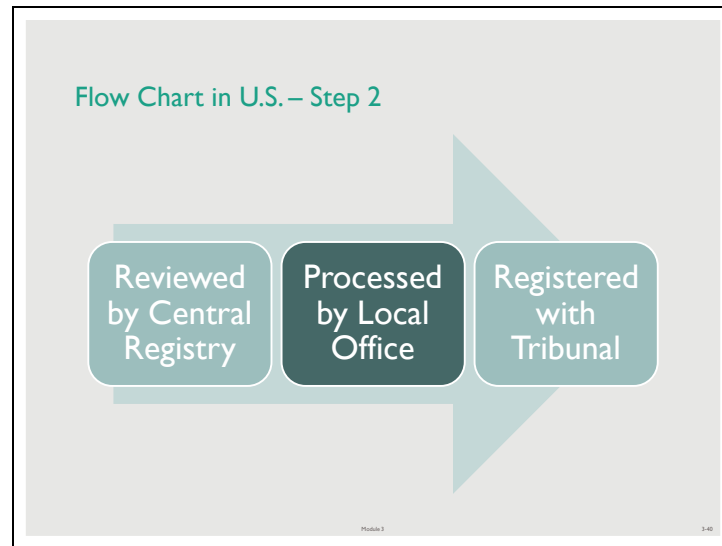 Flow Chart in U.S. – Step 2
Reviewed
by Central
Registry
Processed
by Local
Office
Registered
with
Tribunal
Module 3
3-40